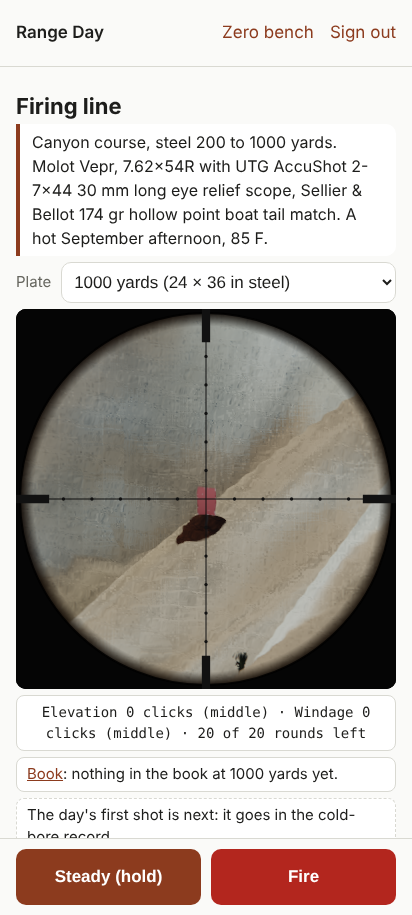 Range Day
Zero bench
Sign out
Firing line
Canyon course, steel 200 to 1000 yards.
Molot Vepr, 7.62×54R with UTG AccuShot 2-
7×44 30 mm long eye relief scope, Sellier &
Bellot 174 gr hollow point boat tail match. A
hot September afternoon, 85 F.
Plate
1000 yards (24 × 36 in steel)
Elevation 0 clicks (middle) · Windage 0
clicks (middle) · 20 of 20 rounds left
Book: nothing in the book at 1000 yards yet.
The day's first shot is next: it goes in the cold-
bore record
Steady (hold)
Fire